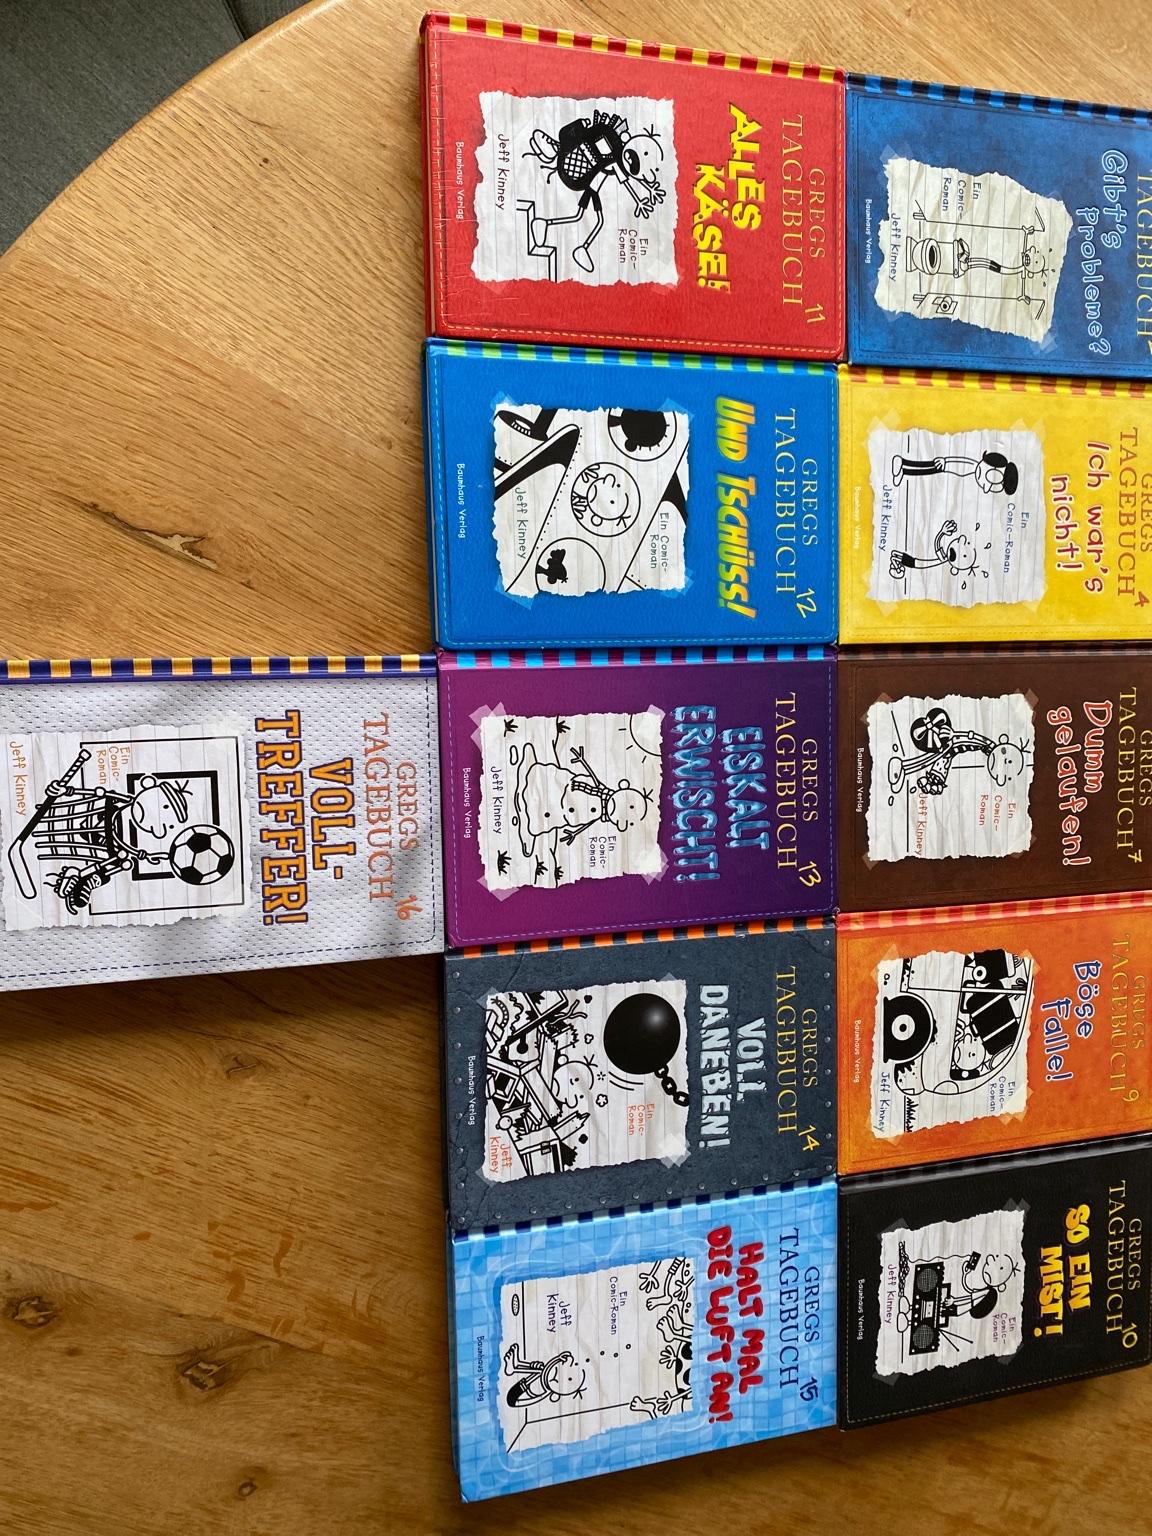 TAGEBUCH
Gibt's
Probleme?
Ein
Comic-
Roman
Jeff Kinney
Baumhaus Verlag
GREGS
TAGEBUCH 4
Ich war's
nicht!
Ein
Comic-Roman
Jeff Kinney
Baumhaus Verlag
GREGS
TAGEBUCH 7
Dumm
gelaufen!
Ein
Comic-
Roman
Jeff Kinney
Baumhaus Verlag
GREGS
TAGEBUCH 9
Böse
Falle!
Ein
Comic-
Roman
Jeff Kinney
Baumhaus Verlag
GREGS
TAGEBUCH 10
SO EIN
MIST!
Ein
Comic-
Roman
Jeff Kinney
Baumhaus Verlag
GREGS
TAGEBUCH 11
ALLES
KÄSE!
Ein
Comic-
Roman
Jeff Kinney
Baumhaus Verlag
GREGS
TAGEBUCH 12
UND TSCHÜSS!
Ein Comic-
Roman
Jeff Kinney
Baumhaus Verlag
GREGS
TAGEBUCH 13
EISKALT
ERWISCHT!
Ein
Comic-
Roman
Jeff Kinney
Baumhaus Verlag
GREGS
TAGEBUCH 14
VOLL
DANEBEN!
Ein
Comic-
Roman
Jeff
Kinney
Baumhaus Verlag
GREGS
TAGEBUCH 15
HALT MAL
DIE LUFT AN!
Ein
Comic-Roman
Jeff
Kinney
Baumhaus Verlag
GREGS
TAGEBUCH 16
VOLL-
TREFFER!
Ein
Comic-
Roman
Jeff Kinney